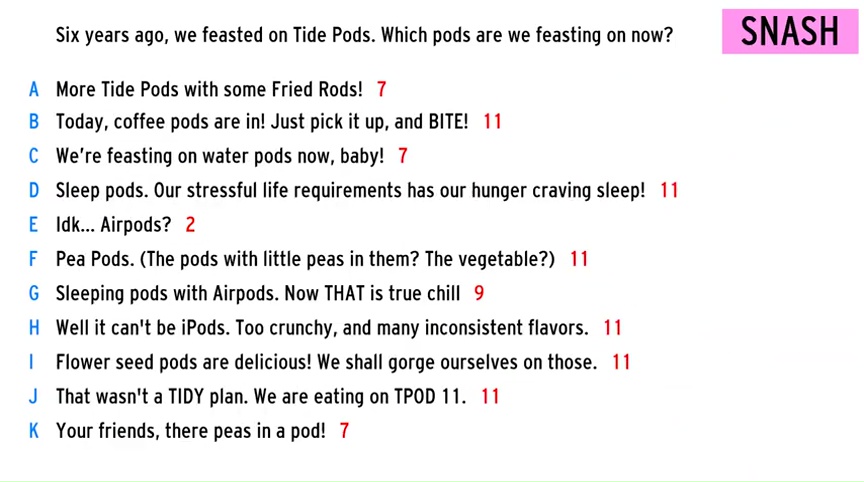 Six years ago, we feasted on Tide Pods. Which pods are we feasting on now?
SNASH
A More Tide Pods with some Fried Rods! 7
B Today, coffee pods are in! Just pick it up, and BITE! 11
C We're feasting on water pods now, baby! 7
D Sleep pods. Our stressful life requirements has our hunger craving sleep! 11
E Idk... Airpods? 2
F Pea Pods. (The pods with little peas in them? The vegetable?) 11
G Sleeping pods with Airpods. Now THAT is true chill 9
H Well it can't be iPods. Too crunchy, and many inconsistent flavors. 11
I Flower seed pods are delicious! We shall gorge ourselves on those. 11
J That wasn't a TIDY plan. We are eating on TPOD 11. 11
K Your friends, there peas in a pod! 7